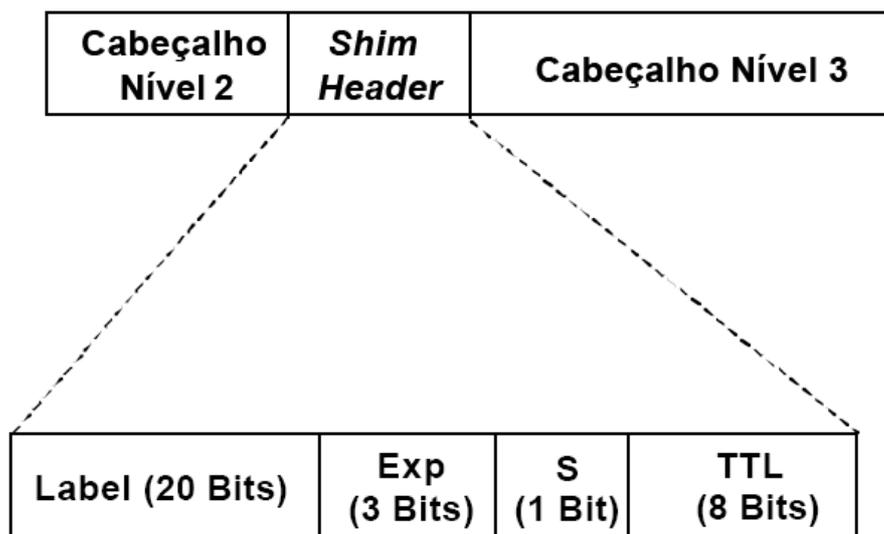 Cabeçalho
Nível 2
Shim
Header
Cabeçalho Nível 3
Label (20 Bits)
Exp
(3 Bits)
S
(1 Bit)
TTL
(8 Bits)